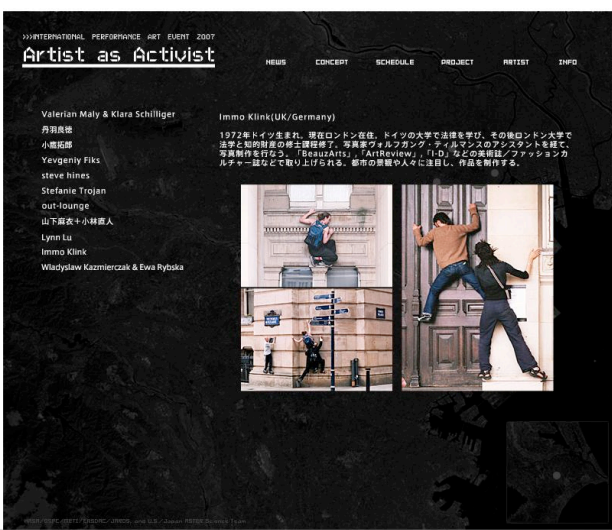 >>>INTERNATIONAL PERFORMANCE ART EVENT 2007
Artist as Activist
NEWS CONCEPT SCHEDULE PROJECT ARTIST INFO
Valerian Maly & Klara Schilliger
丹羽良徳
小鷹拓郎
Yevgeniy Fiks
steve hines
Stefanie Trojan
out-lounge
山下麻衣+小林直人
Lynn Lu
Immo Klink
Wladyslaw Kazmierczak & Ewa Rybska
Immo Klink(UK/Germany)
1972年ドイツ生まれ。現在ロンドン在住。ドイツの大学で法律を学び、その後ロンドン大学で
法学と知的財産の修士課程修了。写真家ヴォルフガング・ティルマンスのアシスタントを経て、
写真制作を行なう。「BeauzArts」,「ArtReview」,「I-D」などの美術誌/ファッションカ
ルチャー誌などで取り上げられる。都市の景観や人々に注目し、作品を制作する。